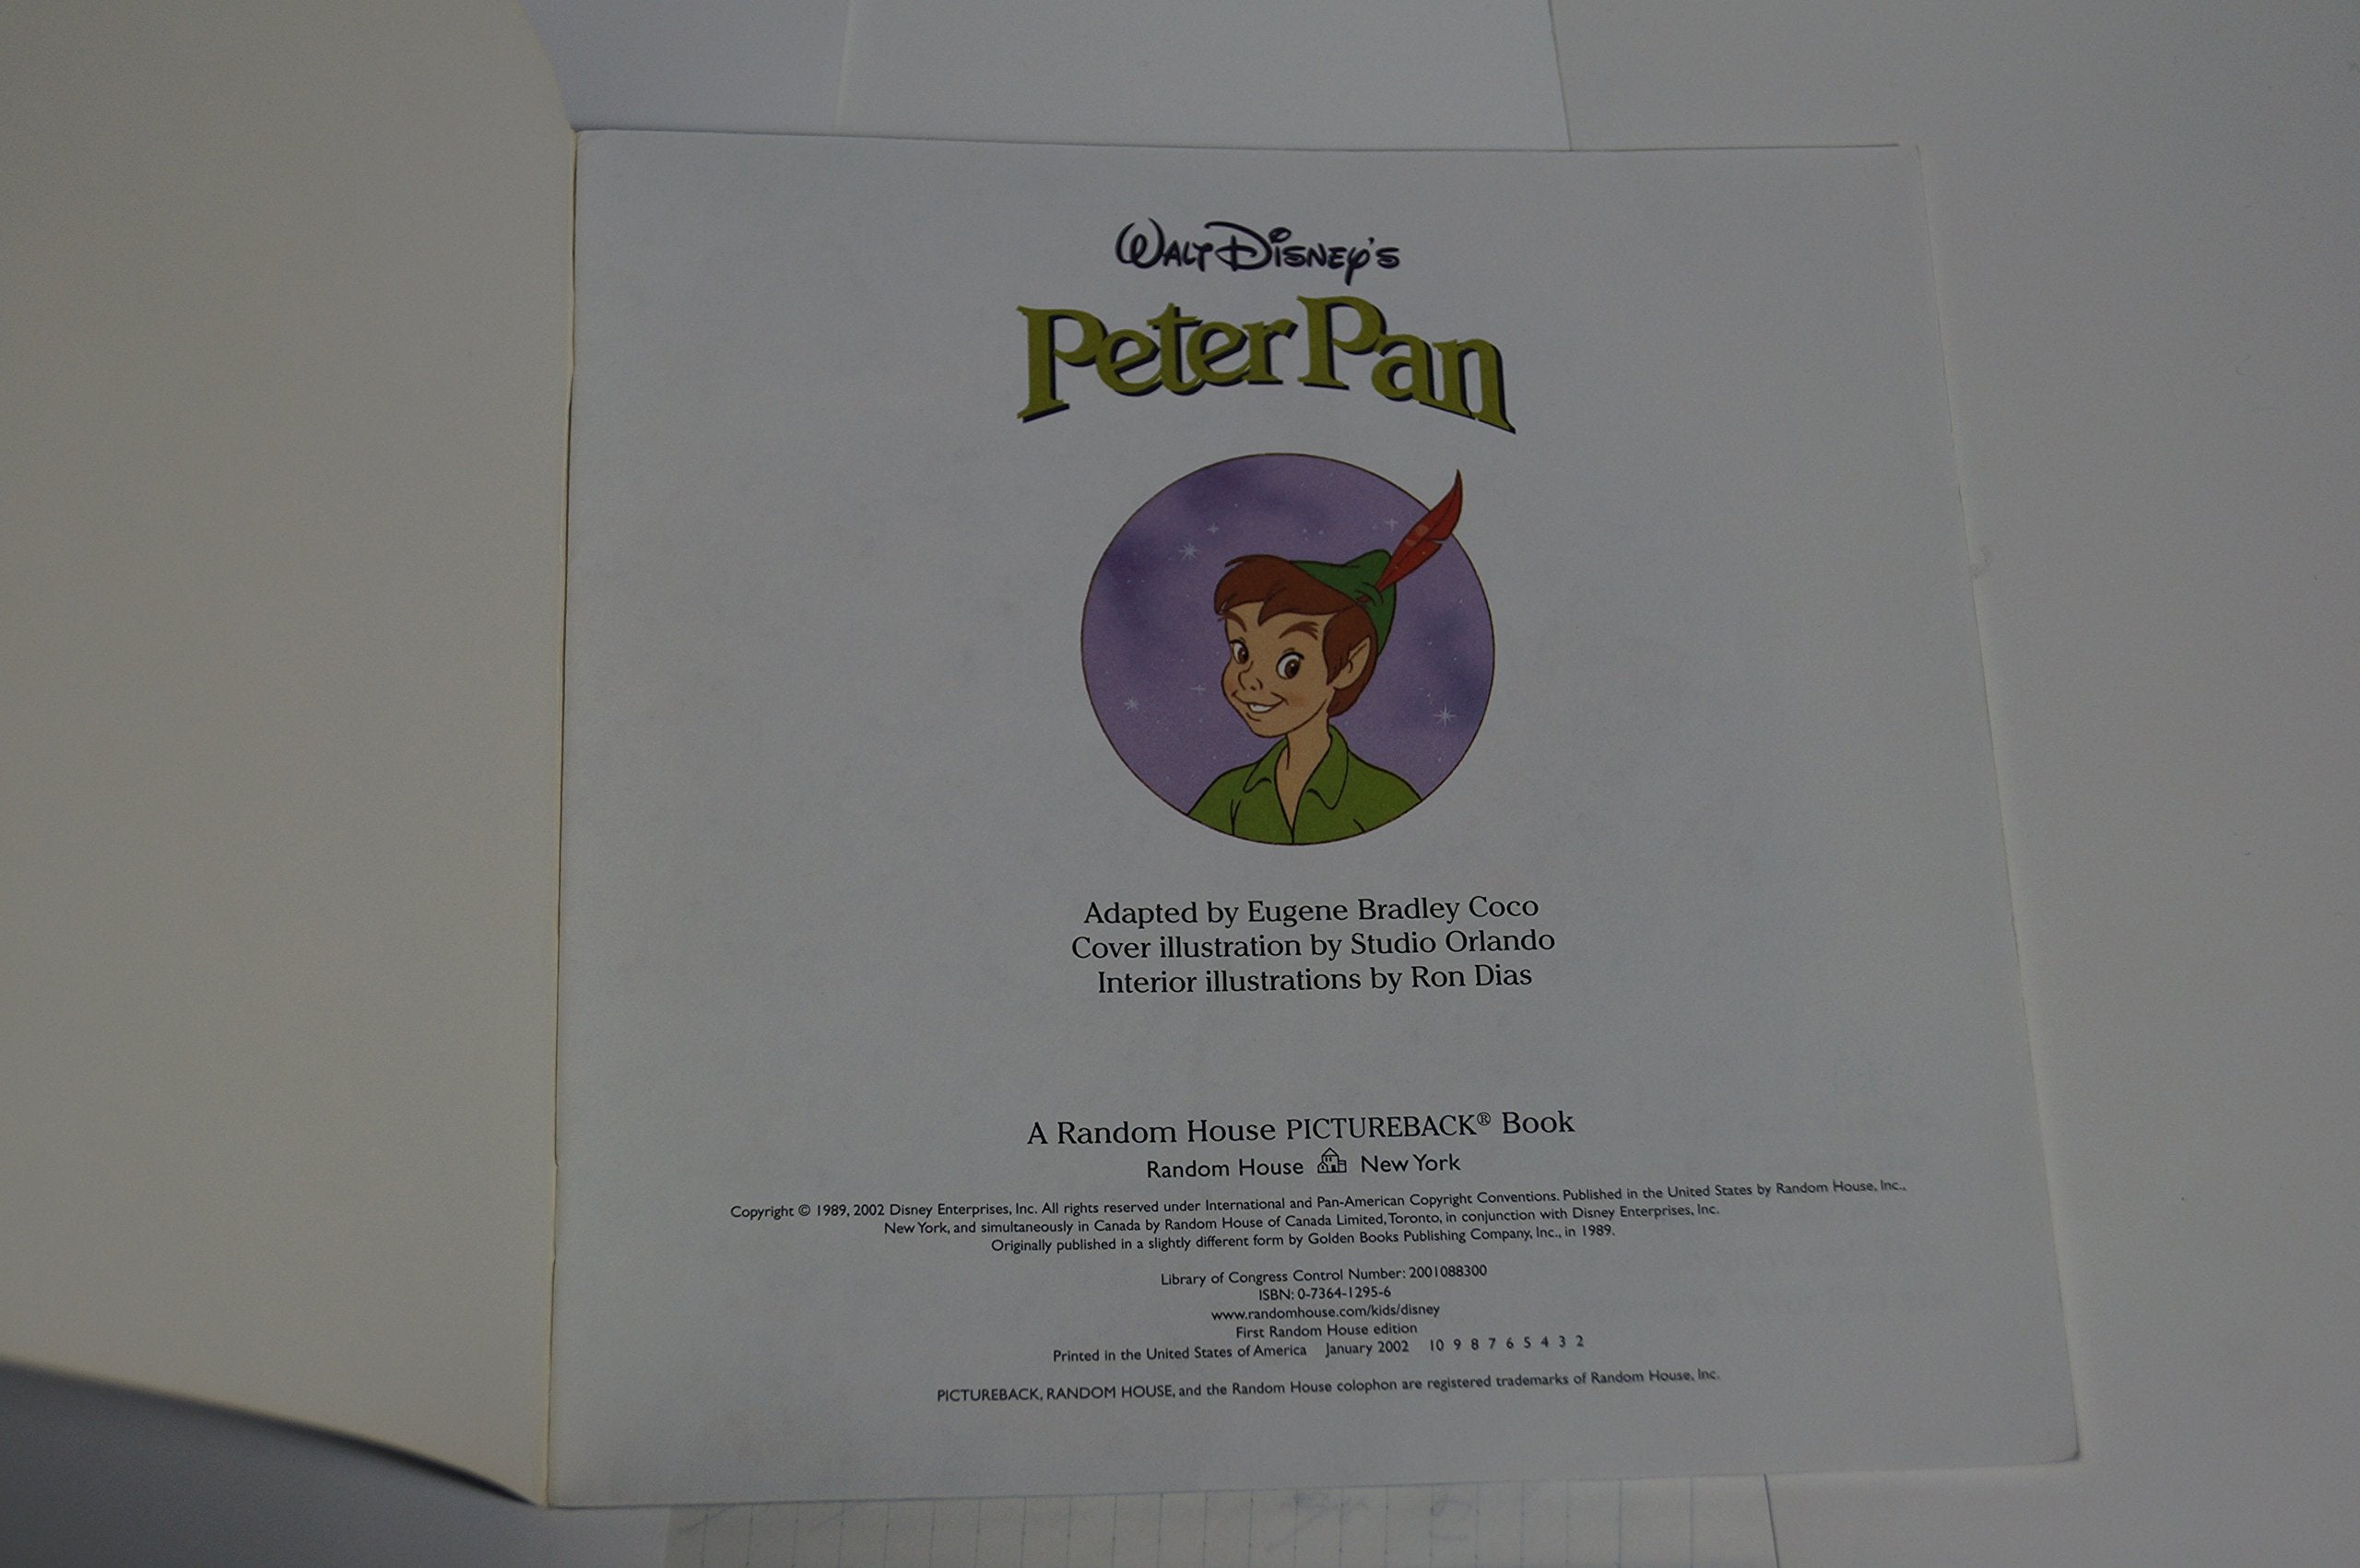 WALT DISNEY'S
Peter Pan
Adapted by Eugene Bradley Coco
Cover illustration by Studio Orlando
Interior illustrations by Ron Dias
A Random House PICTUREBACK® Book
Random House New York
Copyright © 1989, 2002 Disney Enterprises, Inc. All rights reserved under International and Pan-American Copyright Conventions. Published in the United States by Random House, Inc.,
New York, and simultaneously in Canada by Random House of Canada Limited, Toronto, in conjunction with Disney Enterprises, Inc.
Originally published in a slightly different form by Golden Books Publishing Company, Inc., in 1989.
Library of Congress Control Number: 2001088300
ISBN: 0-7364-1295-6
www.randomhouse.com/kids/disney
First Random House edition
Printed in the United States of America January 2002 10 9 8 7 6 5 4 3 2
PICTUREBACK, RANDOM HOUSE, and the Random House colophon are registered trademarks of Random House, Inc.